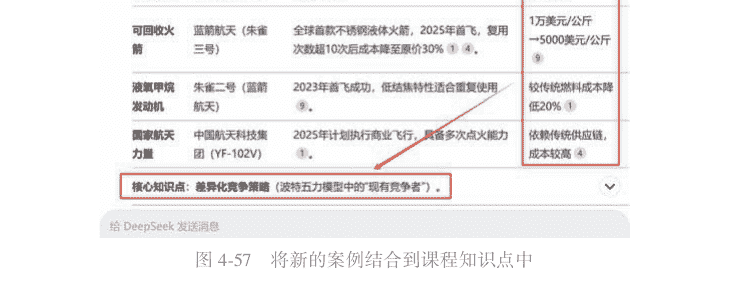 可回收火 蓝箭航天（朱雀 全球首款不锈钢液体火箭，2025年首飞，复用 1万美元/公斤
箭 三号） 次数超10次后成本降至原价30% 1 4 。 →5000美元/公斤
9
液氧甲烷 朱雀二号（蓝箭 2023年首飞成功，低结焦特性适合重复使用 较传统燃料成本降
发动机 航天） 9 。 低20% 1
国家航天 中国航天科技集 2025年计划执行商业飞行，具备多次点火能力 依赖传统供应链，
力量 团（YF-102V） 1 。 成本较高 4
核心知识点：差异化竞争策略（波特五力模型中的“现有竞争者”）。
给 DeepSeek 发送消息
图 4-57 将新的案例结合到课程知识点中